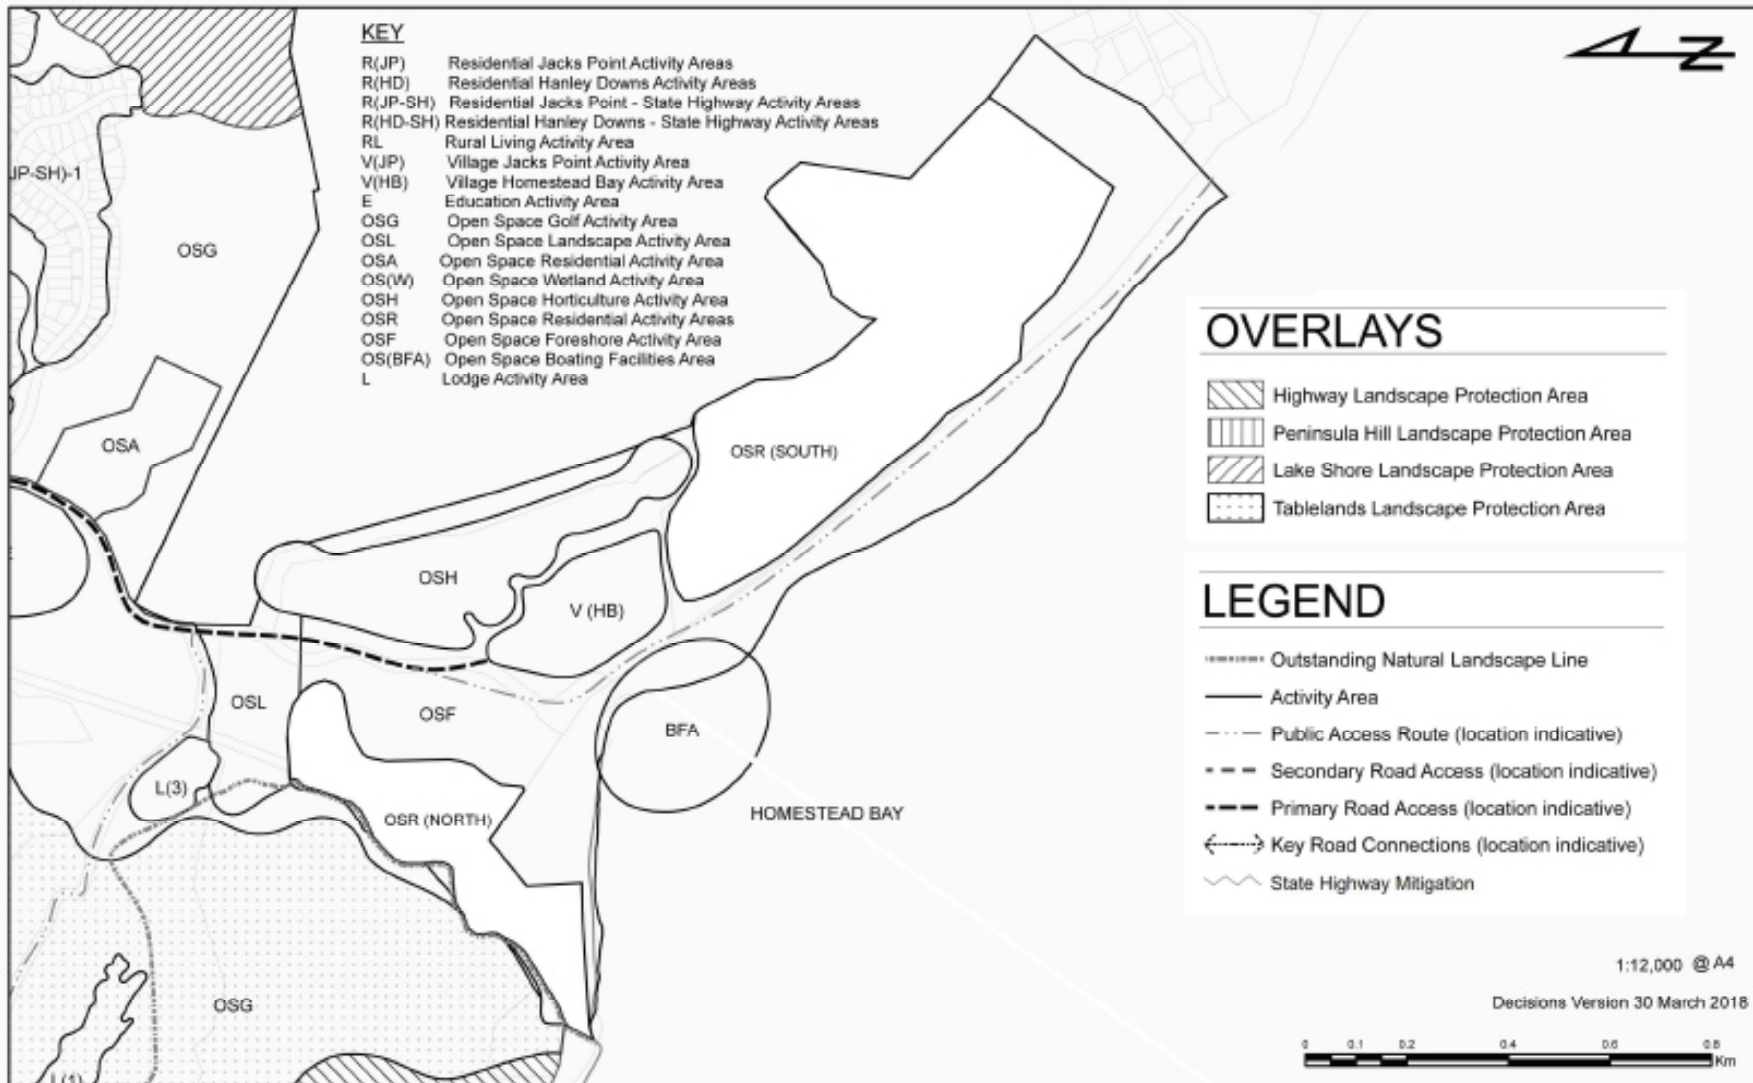 KEY
R(JP) Residential Jacks Point Activity Areas
R(HD) Residential Hanley Downs Activity Areas
R(JP-SH) Residential Jacks Point - State Highway Activity Areas
R(HD-SH) Residential Hanley Downs - State Highway Activity Areas
RL Rural Living Activity Area
V(JP) Village Jacks Point Activity Area
V(HB) Village Homestead Bay Activity Area
E Education Activity Area
OSG Open Space Golf Activity Area
OSL Open Space Landscape Activity Area
OSA Open Space Residential Activity Area
OS(W) Open Space Wetland Activity Area
OSH Open Space Horticulture Activity Area
OSR Open Space Residential Activity Areas
OSF Open Space Foreshore Activity Area
OS(BFA) Open Space Boating Facilities Area
L Lodge Activity Area
Z
JP-SH)-1
OSG
OSA
OSR (SOUTH)
OSH
V (HB)
OSL
OSF
BFA
L(3)
OSR (NORTH)
HOMESTEAD BAY
OSG
L(1)
OVERLAYS
Highway Landscape Protection Area
Peninsula Hill Landscape Protection Area
Lake Shore Landscape Protection Area
Tablelands Landscape Protection Area
LEGEND
Outstanding Natural Landscape Line
Activity Area
Public Access Route (location indicative)
Secondary Road Access (location indicative)
Primary Road Access (location indicative)
Key Road Connections (location indicative)
State Highway Mitigation
1:12,000 @ A4
Decisions Version 30 March 2018
0 0.1 0.2 0.4 0.6 0.8
Km